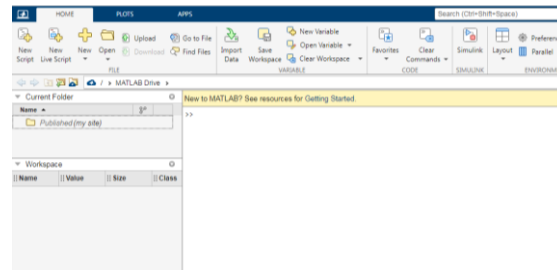 HOME PLOTS APPS Search (Ctrl+Shift+Space)
New Script
New Live Script
New
Open
Upload
Download
Go to File
Find Files
FILE
Import Data
Save Workspace
New Variable
Open Variable
Clear Workspace
VARIABLE
Favorites
Clear Commands
CODE
Simulink
SIMULINK
Layout
Preferen
Parallel
ENVIRONM
/ MATLAB Drive
Current Folder
Name
Published (my site)
Workspace
Name Value Size Class
New to MATLAB? See resources for Getting Started.
>>